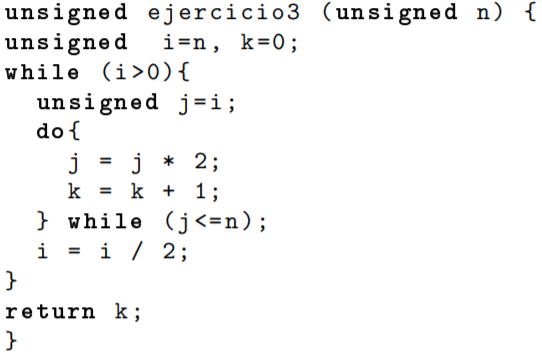 unsigned ejercicio3 (unsigned n) {
unsigned  i=n, k=0;
while (i>0){
  unsigned j=i;
  do{
    j = j * 2;
    k = k + 1;
  } while (j<=n);
  i = i / 2;
}
return k;
}